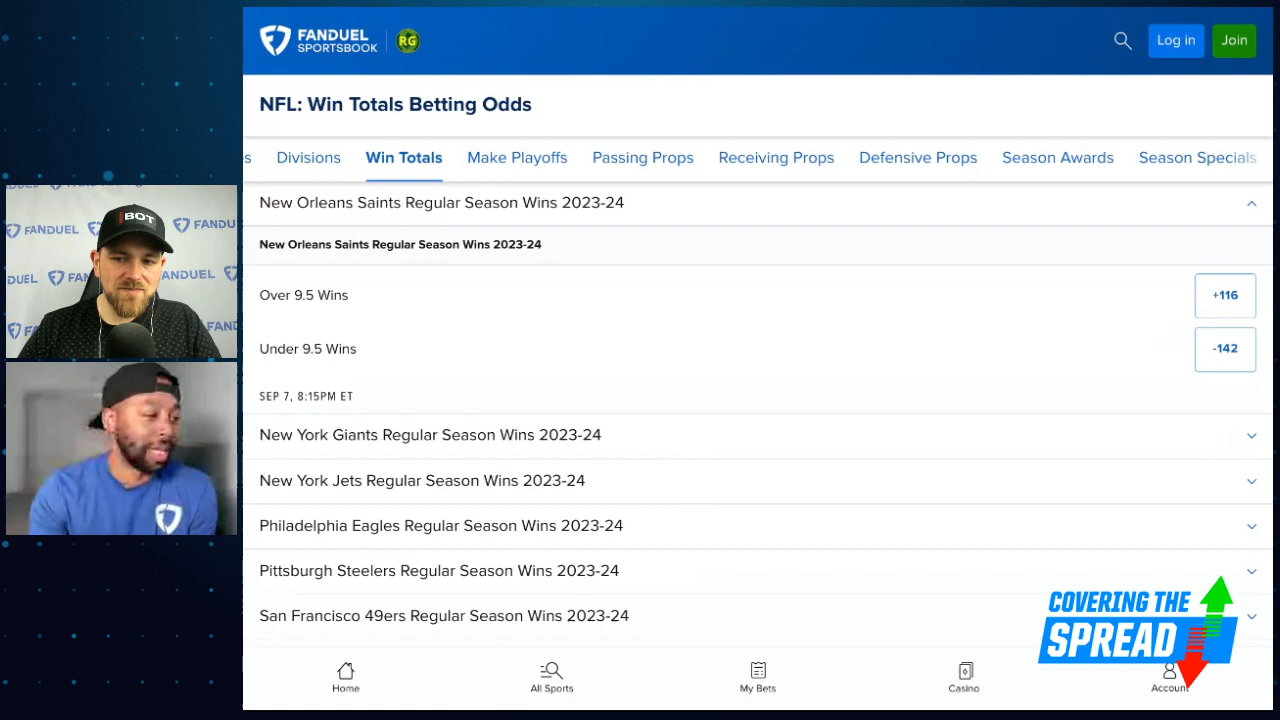 FANDUEL
SPORTSBOOK
RG
Log in
Join
NFL: Win Totals Betting Odds
s
Divisions
Win Totals
Make Playoffs
Passing Props
Receiving Props
Defensive Props
Season Awards
Season Specials
New Orleans Saints Regular Season Wins 2023-24
New Orleans Saints Regular Season Wins 2023-24
Over 9.5 Wins
+116
Under 9.5 Wins
-142
SEP 7, 8:15PM ET
New York Giants Regular Season Wins 2023-24
New York Jets Regular Season Wins 2023-24
Philadelphia Eagles Regular Season Wins 2023-24
Pittsburgh Steelers Regular Season Wins 2023-24
San Francisco 49ers Regular Season Wins 2023-24
Home
All Sports
My Bets
Casino
Account
COVERING THE
SPREAD
BOT
FANDUEL
FANDU
DUEL
FAN
ANDUEL
F
FAN